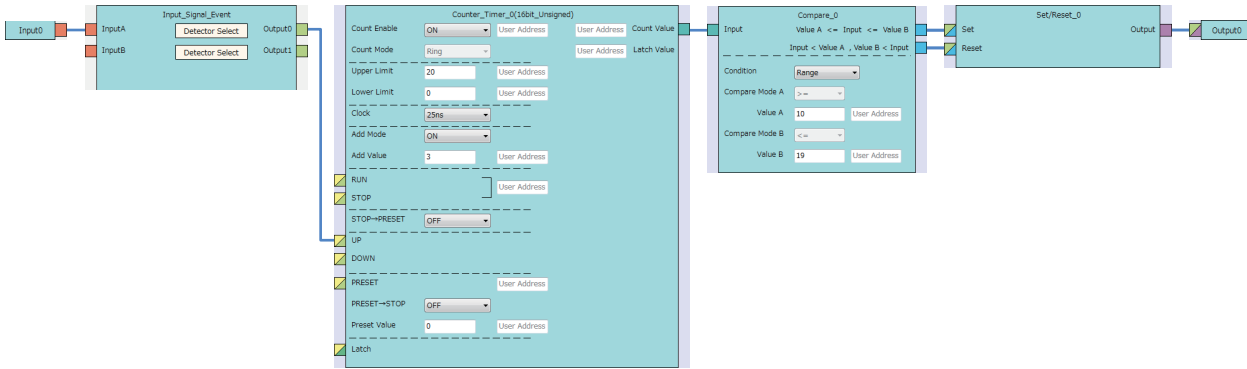 Input0
Input_Signal_Event
InputA
Detector Select
Output0
InputB
Detector Select
Output1
Counter_Timer_0(16bit_Unsigned)
Count Enable
ON
User Address
User Address
Count Value
Count Mode
Ring
User Address
Latch Value
Upper Limit
20
User Address
Lower Limit
0
User Address
Clock
25ns
Add Mode
ON
Add Value
3
User Address
RUN
User Address
STOP
STOP→PRESET
OFF
UP
DOWN
PRESET
User Address
PRESET→STOP
OFF
Preset Value
0
User Address
Latch
Compare_0
Input
Value A <= Input <= Value B
Input < Value A , Value B < Input
Condition
Range
Compare Mode A
>=
Value A
10
User Address
Compare Mode B
<=
Value B
19
User Address
Set/Reset_0
Set
Output
Reset
Output0